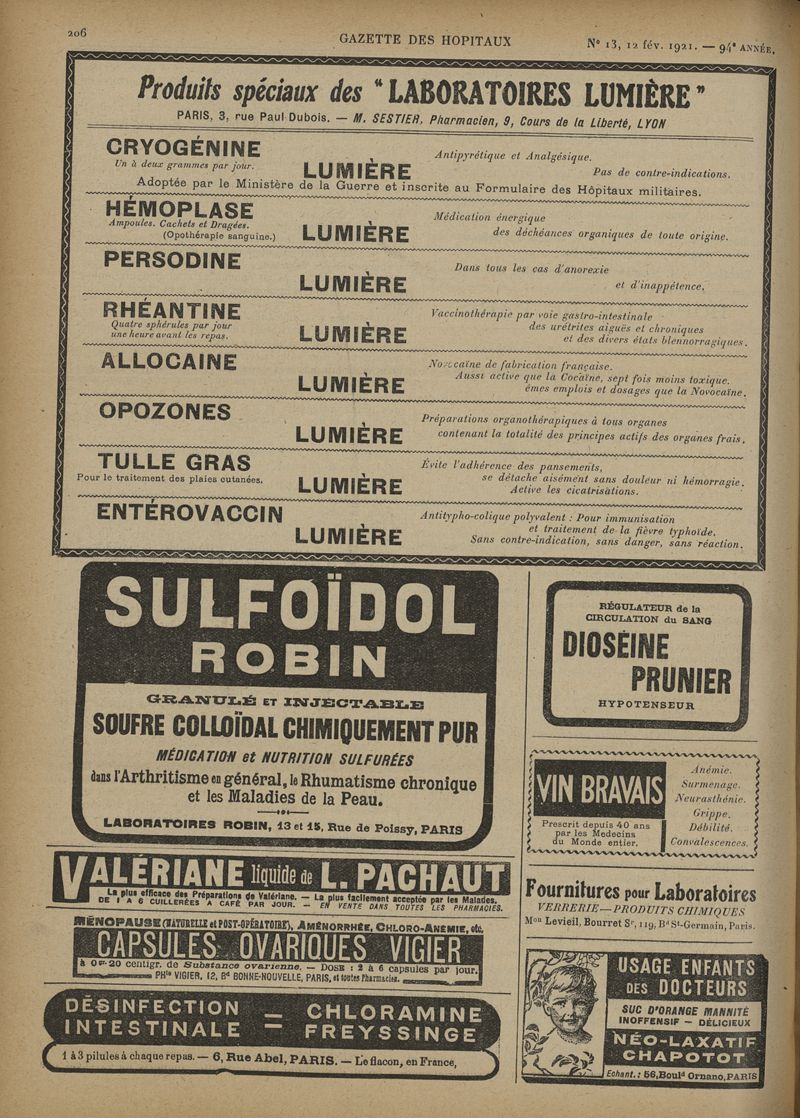 206
GAZETTE DES HOPITAUX
N° 13, 12 fév. 1921. — 94e ANNÉE.
Produits spéciaux des "LABORATOIRES LUMIÈRE"
PARIS, 3, rue Paul-Dubois. — M. SESTIER, Pharmacien, 9, Cours de la Liberté, LYON
CRYOGÉNINE
Un à deux grammes par jour.
LUMIÈRE
Antipyrétique et Analgésique.
Pas de contre-indications.
Adoptée par le Ministère de la Guerre et inscrite au Formulaire des Hôpitaux militaires.
HÉMOPLASE
Ampoules. Cachets et Dragées.
(Opothérapie sanguine.)
LUMIÈRE
Médication énergique
des déchéances organiques de toute origine.
PERSODINE
LUMIÈRE
Dans tous les cas d'anorexie
et d'inappétence.
RHÉANTINE
Quatre sphérules par jour
une heure avant les repas.
LUMIÈRE
Vaccinothérapie par voie gastro-intestinale
des urétrites aiguës et chroniques
et des divers états blennorragiques.
ALLOCAINE
LUMIÈRE
Novocaïne de fabrication française.
Aussi active que la Cocaïne, sept fois moins toxique.
êmes emplois et dosages que la Novocaïne.
OPOZONES
LUMIÈRE
Préparations organothérapiques à tous organes
contenant la totalité des principes actifs des organes frais.
TULLE GRAS
Pour le traitement des plaies cutanées.
LUMIÈRE
Évite l'adhérence des pansements,
se détache aisément sans douleur ni hémorragie.
Active les cicatrisations.
ENTÉROVACCIN
LUMIÈRE
Antitypho-colique polyvalent : Pour immunisation
et traitement de la fièvre typhoïde.
Sans contre-indication, sans danger, sans réaction.
SULFOÏDOL
ROBIN
GRANULÉ ET INJECTABLE
SOUFRE COLLOÏDAL CHIMIQUEMENT PUR
MÉDICATION et NUTRITION SULFURÉES
dans l'Arthritisme en général, le Rhumatisme chronique
et les Maladies de la Peau.
LABORATOIRES ROBIN, 13 et 15, Rue de Poissy, PARIS
RÉGULATEUR de la
CIRCULATION du SANG
DIOSÉINE
PRUNIER
HYPOTENSEUR
VIN BRAVAIS
Prescrit depuis 40 ans
par les Medecins
du Monde entier.
Anémie.
Surmenage.
Neurasthénie.
Grippe.
Débilité.
Convalescences.
VALÉRIANE liquide de L. PACHAUT
La plus efficace des Préparations de Valériane. — La plus facilement acceptée par les Malades.
DE 1 A 6 CUILLERÉES A CAFÉ PAR JOUR. — EN VENTE DANS TOUTES LES PHARMACIES.
Fournitures pour Laboratoires
VERRERIE — PRODUITS CHIMIQUES
Mon Levieil, Bourret Sr, 119, Bd St-Germain, Paris.
MÉNOPAUSE (NATURELLE et POST-OPÉRATOIRE), AMÉNORRHÉE, CHLORO-ANÉMIE, etc.
CAPSULES OVARIQUES VIGIER
à 0gr.20 centigr. de Substance ovarienne. — DOSE : 2 à 6 capsules par jour.
PHie VIGIER, 12, Bd BONNE-NOUVELLE, PARIS, et toutes Pharmacies.
DÉSINFECTION = CHLORAMINE
INTESTINALE = FREYSSINGE
1 à 3 pilules à chaque repas. — 6, Rue Abel, PARIS. — Le flacon, en France,
USAGE ENFANTS
DES DOCTEURS
SUC D'ORANGE MANNITÉ
INOFFENSIF — DÉLICIEUX
NÉO-LAXATIF
CHAPOTOT
Echant.: 56, Bould Ornano, PARIS